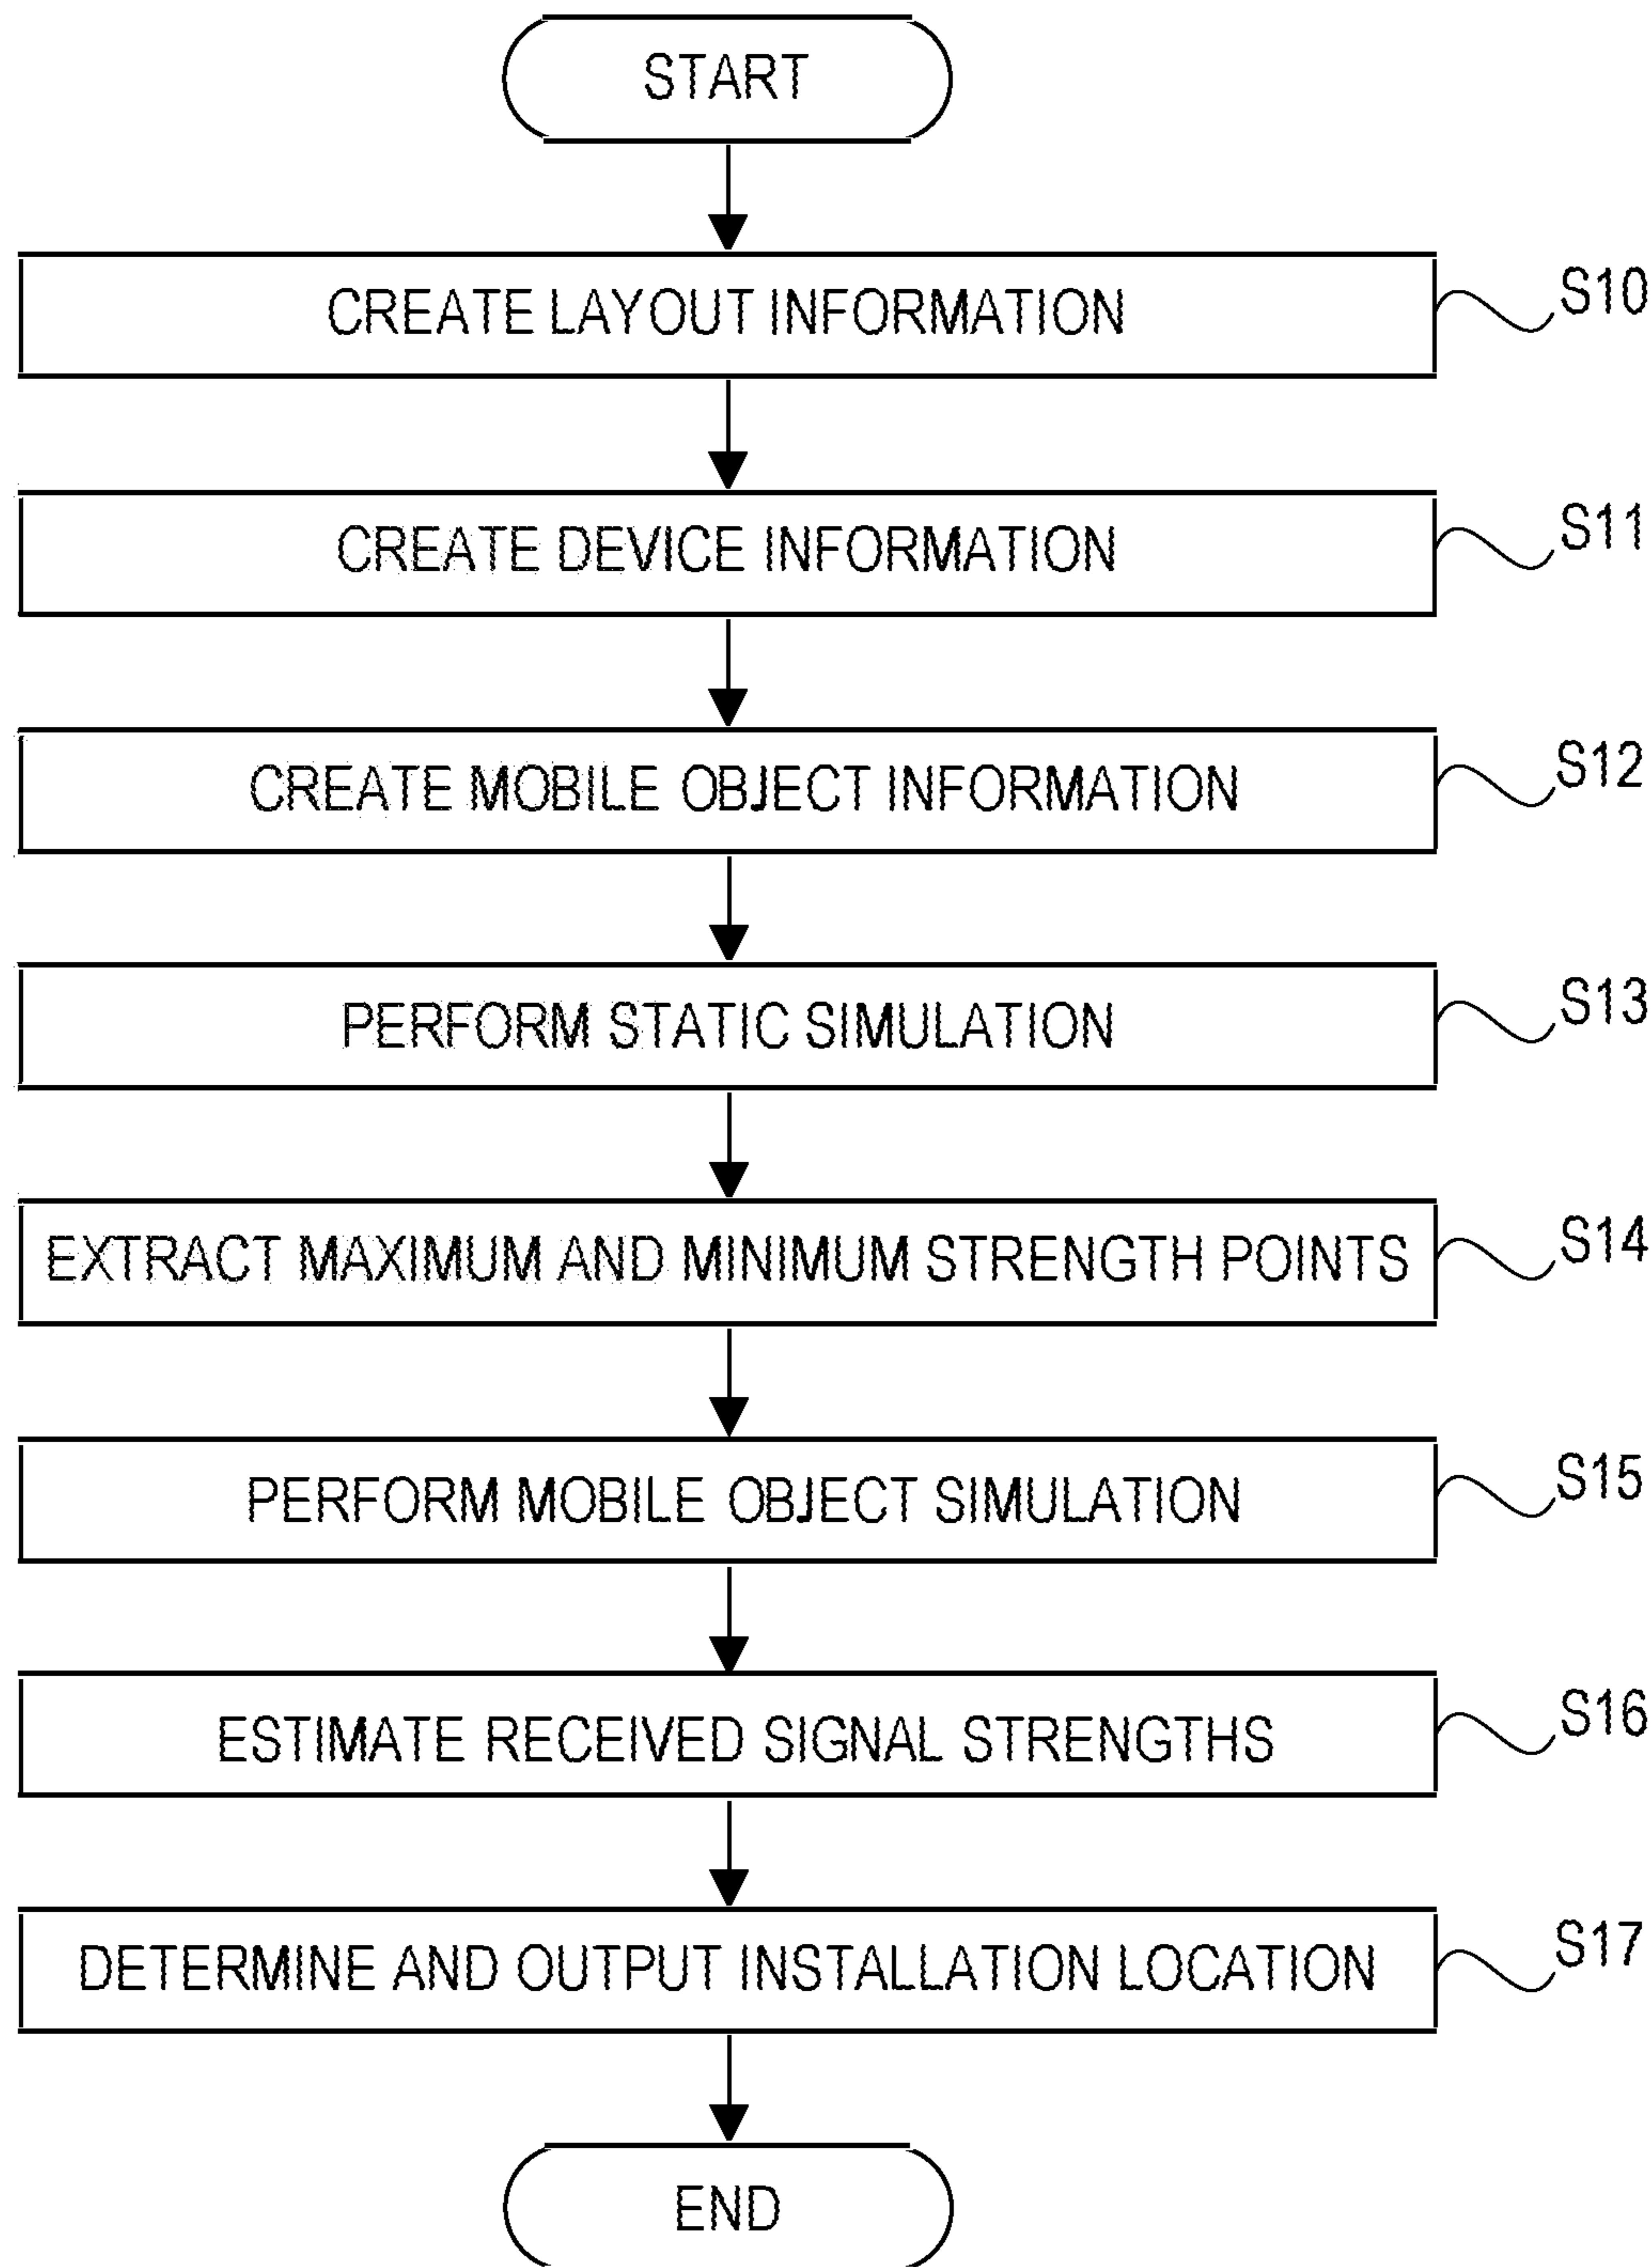 START
CREATE LAYOUT INFORMATION
S10
CREATE DEVICE INFORMATION
S11
CREATE MOBILE OBJECT INFORMATION
S12
PERFORM STATIC SIMULATION
S13
EXTRACT MAXIMUM AND MINIMUM STRENGTH POINTS
S14
PERFORM MOBILE OBJECT SIMULATION
S15
ESTIMATE RECEIVED SIGNAL STRENGTHS
S16
DETERMINE AND OUTPUT INSTALLATION LOCATION
S17
END